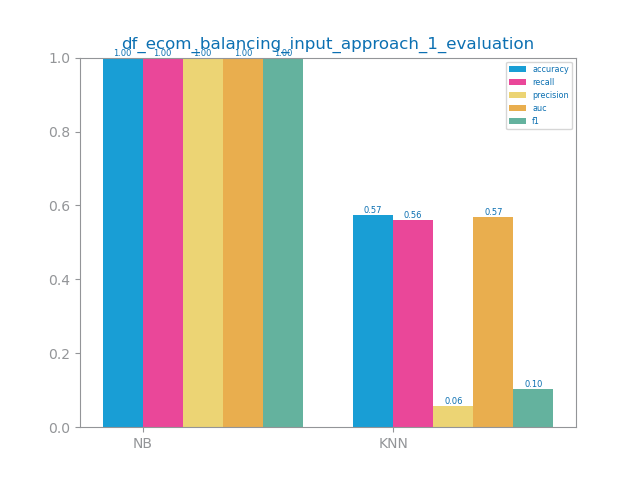 df_ecom_balancing_input_approach_1_evaluation
1.00 1.00 1.00 1.00 1.00
1.0
accuracy
recall
precision
auc
f1
0.8
0.6
0.57 0.56 0.57
0.4
0.2
0.06 0.10
0.0
NB KNN